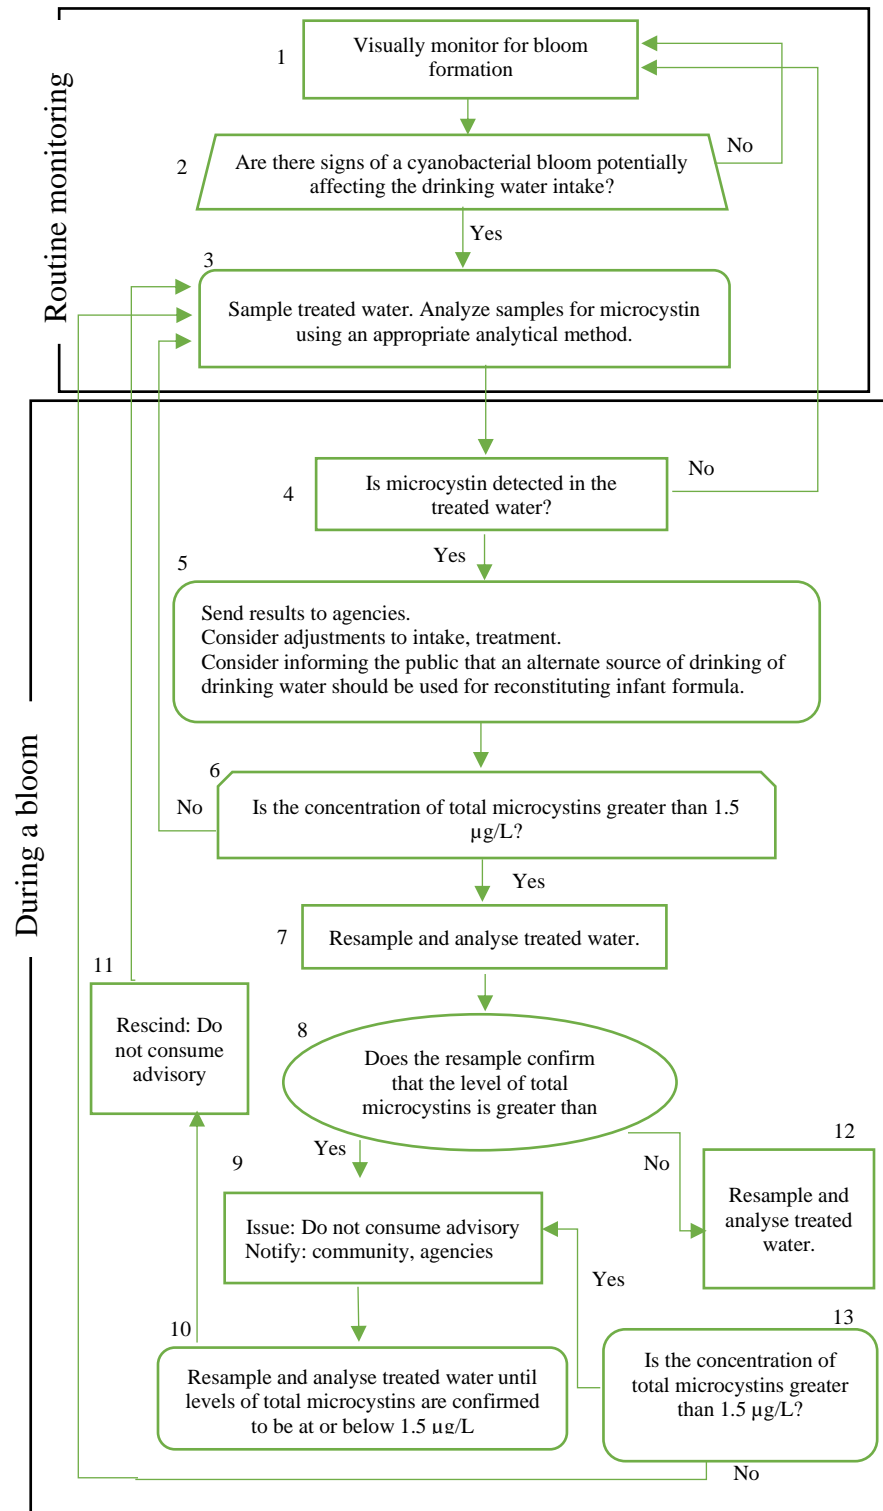 Routine monitoring
1
Visually monitor for bloom
formation
No
2
Are there signs of a cyanobacterial bloom potentially
affecting the drinking water intake?
Yes
3
Sample treated water. Analyze samples for microcystin
using an appropriate analytical method.
During a bloom
4
Is microcystin detected in the
treated water?
No
Yes
5
Send results to agencies.
Consider adjustments to intake, treatment.
Consider informing the public that an alternate source of drinking of
drinking water should be used for reconstituting infant formula.
6
No
Is the concentration of total microcystins greater than 1.5
µg/L?
Yes
7
Resample and analyse treated water.
11
Rescind: Do
not consume
advisory
8
Does the resample confirm
that the level of total
microcystins is greater than
Yes
No
9
Issue: Do not consume advisory
Notify: community, agencies
12
Resample and
analyse treated
water.
Yes
10
Resample and analyse treated water until
levels of total microcystins are confirmed
to be at or below 1.5 µg/L
13
Is the concentration of
total microcystins greater
than 1.5 µg/L?
No